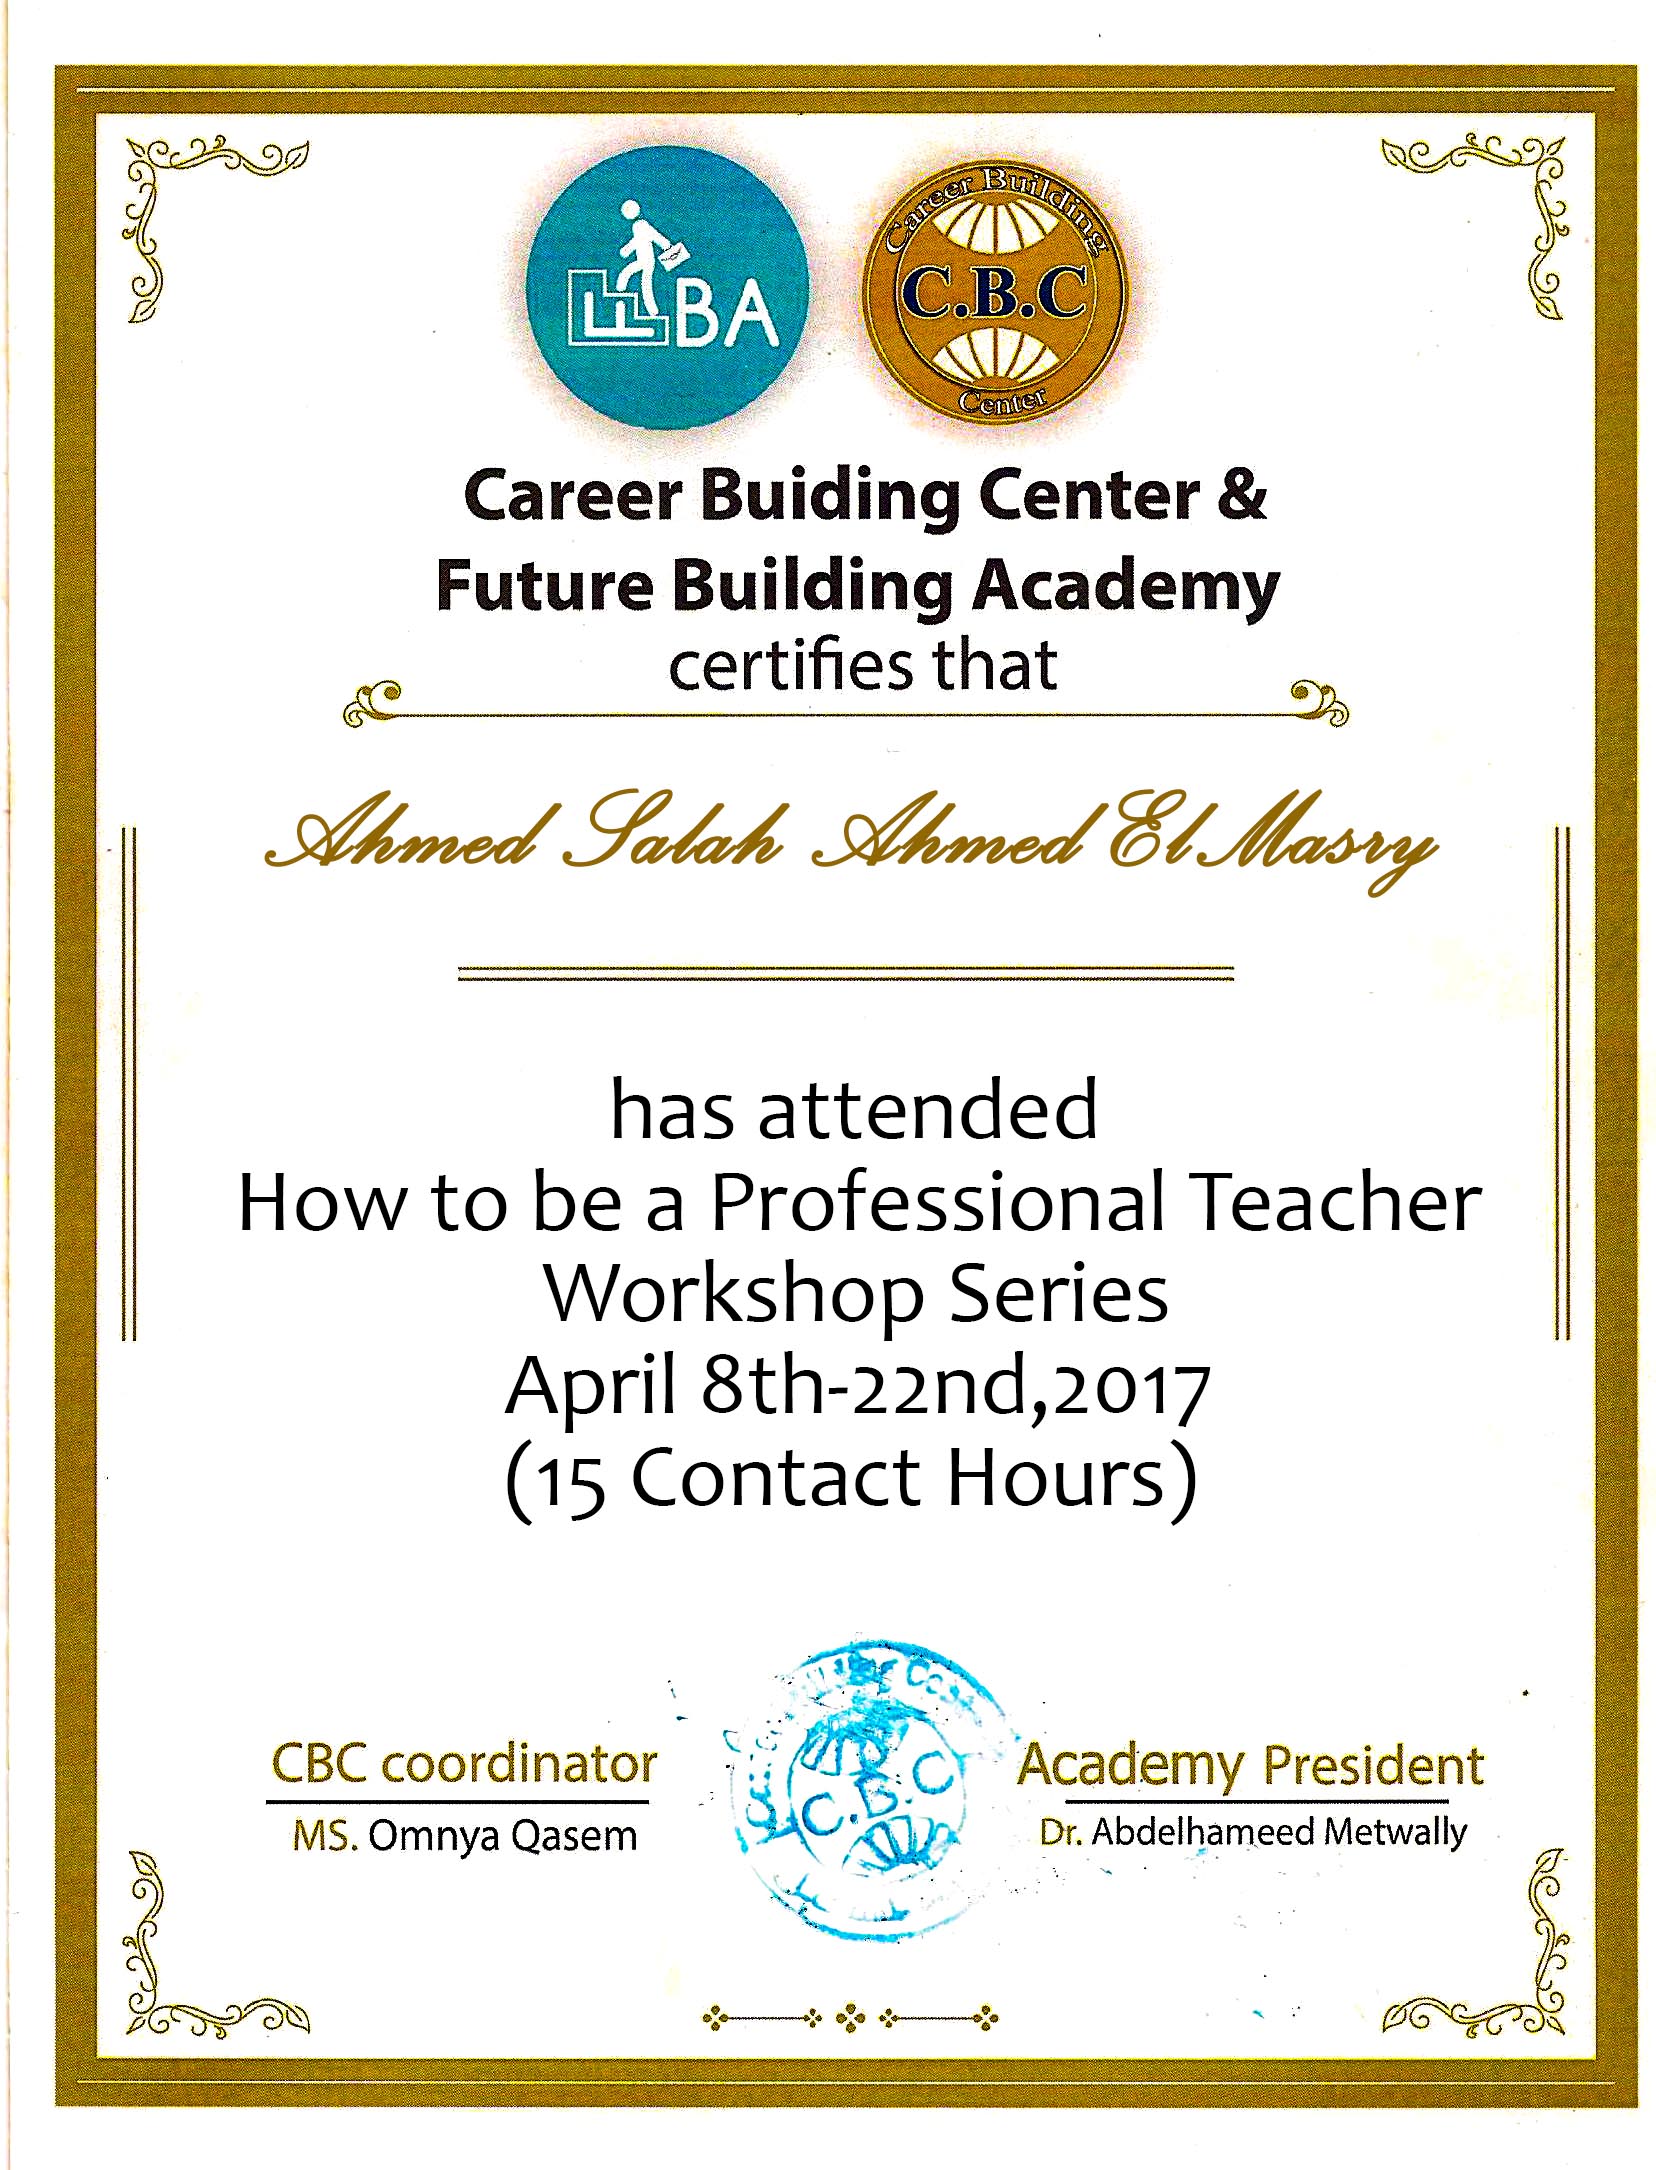 FBA
Career Building
C.B.C
Center
Career Buiding Center &
Future Building Academy
certifies that
Ahmed Salah Ahmed El Masry
has attended
How to be a Professional Teacher
Workshop Series
April 8th-22nd,2017
(15 Contact Hours)
C.B.C
CBC coordinator
MS. Omnya Qasem
Academy President
Dr. Abdelhameed Metwally